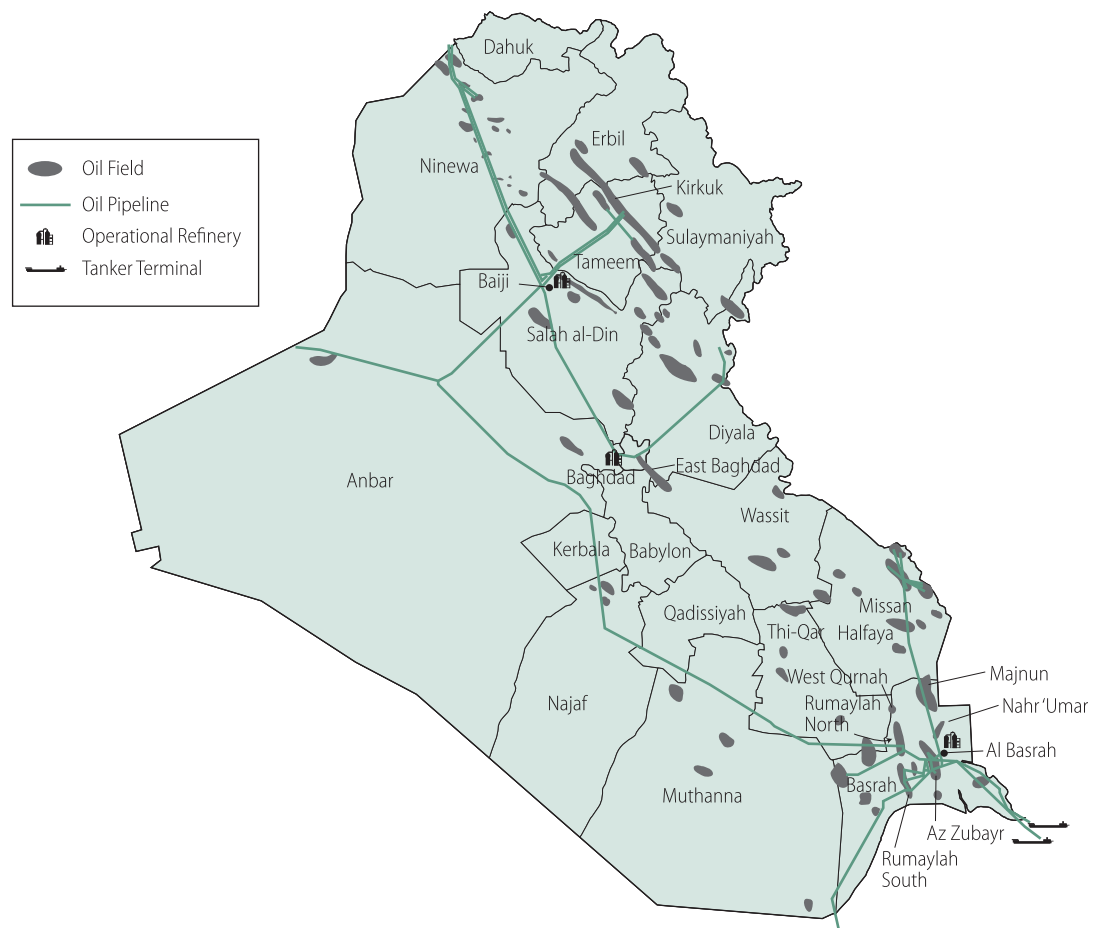 Dahuk
Erbil
Oil Field
Ninewa
Kirkuk
Oil Pipeline
Operational Refinery
Sulaymaniyah
Tanker Terminal
Tameem
Baiji
Salah al-Din
Diyala
East Baghdad
Baghdad
Anbar
Wassit
Kerbala
Babylon
Missan
Qadissiyah
Thi-Qar
Halfaya
West Qurnah
Majnun
Najaf
Rumaylah
North
Nahr ‘Umar
Al Basrah
Basrah
Muthanna
Az Zubayr
Rumaylah
South